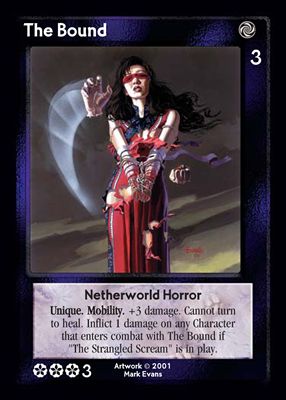 The Bound
3
Netherworld Horror
Unique. Mobility. +3 damage. Cannot turn
to heal. Inflict 1 damage on any Character
that enters combat with The Bound if
"The Strangled Scream" is in play.
3
Artwork © 2001
Mark Evans